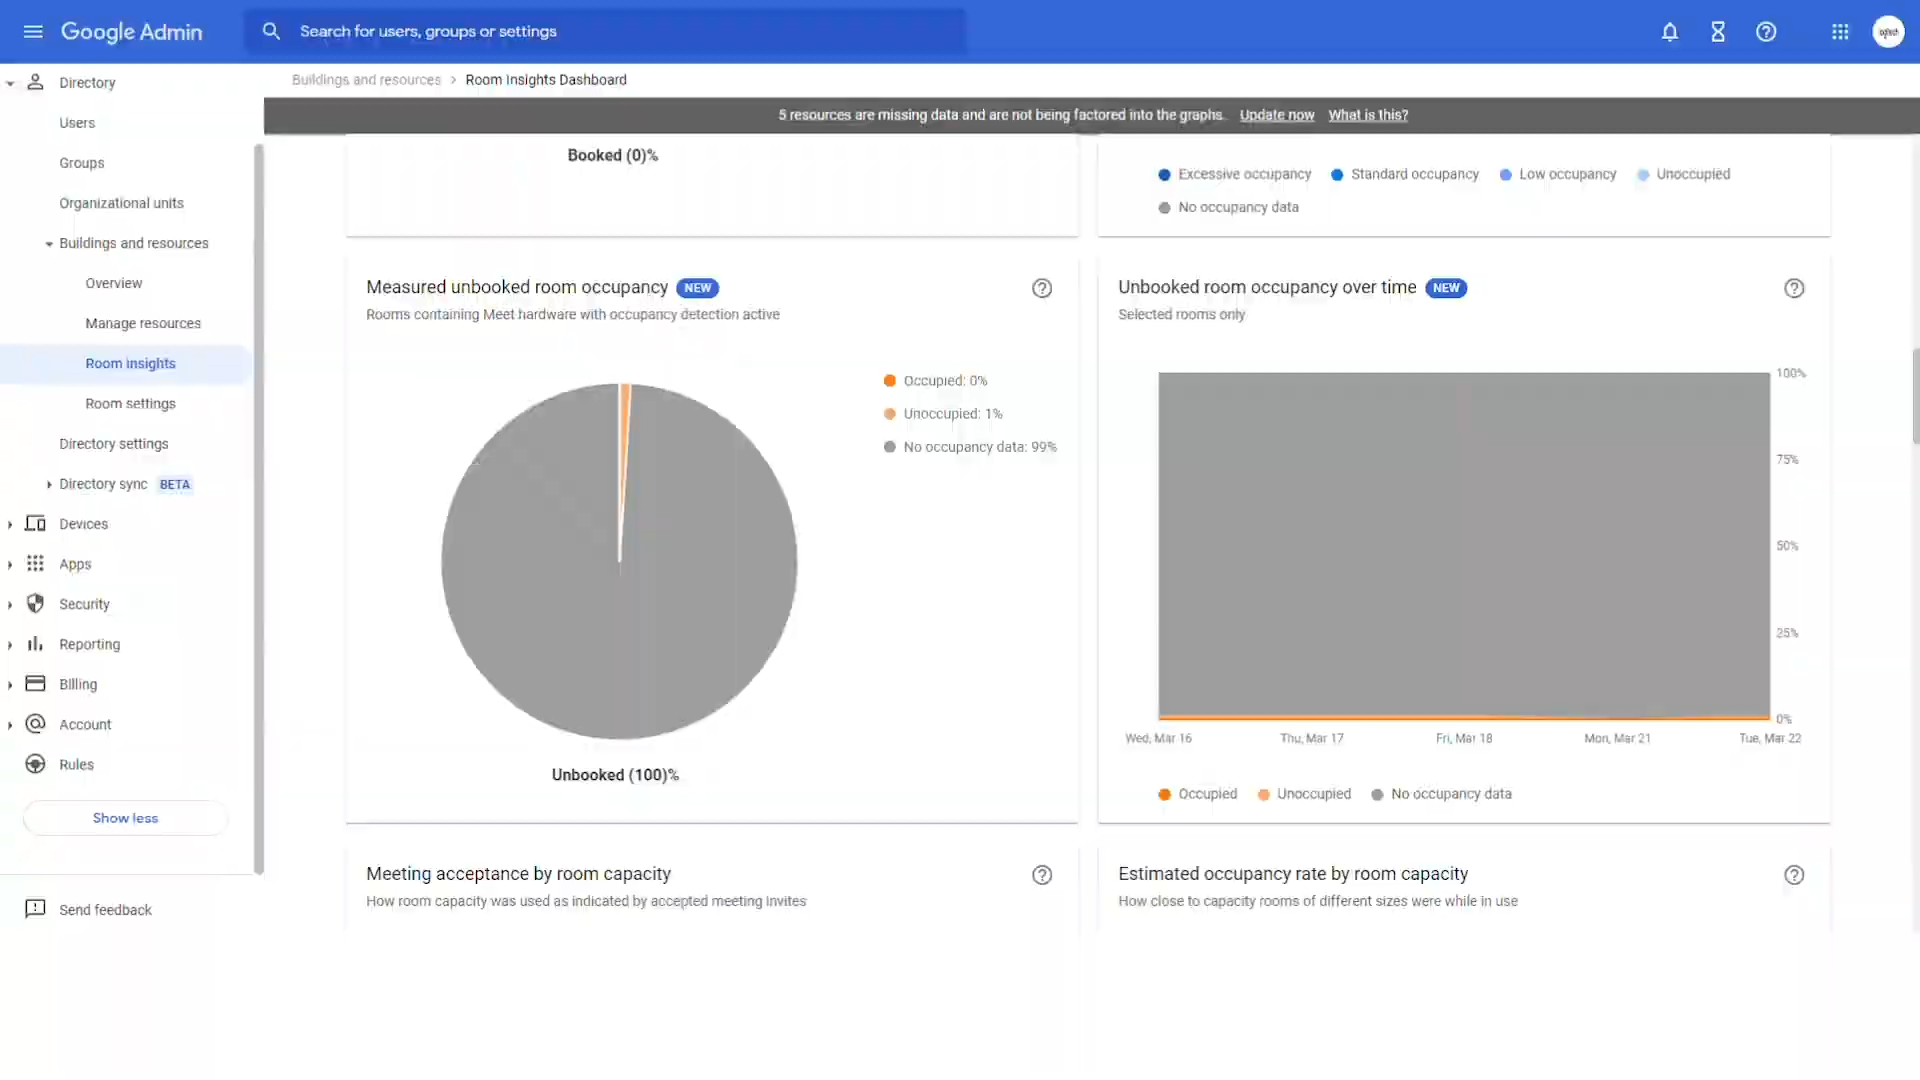 Google Admin
Search for users, groups or settings
Directory
Users
Groups
Organizational units
Buildings and resources
Overview
Manage resources
Room insights
Room settings
Directory settings
Directory sync BETA
Devices
Apps
Security
Reporting
Billing
Account
Rules
Show less
Send feedback
Buildings and resources > Room Insights Dashboard
5 resources are missing data and are not being factored into the graphs. Update now What is this?
Booked (0)%
Excessive occupancy Standard occupancy Low occupancy Unoccupied
No occupancy data
Measured unbooked room occupancy NEW
Rooms containing Meet hardware with occupancy detection active
Occupied: 0%
Unoccupied: 1%
No occupancy data: 99%
Unbooked (100)%
Unbooked room occupancy over time NEW
Selected rooms only
100%
75%
50%
25%
0%
Wed, Mar 16 Thu, Mar 17 Fri, Mar 18 Mon, Mar 21 Tue, Mar 22
Occupied Unoccupied No occupancy data
Meeting acceptance by room capacity
How room capacity was used as indicated by accepted meeting invites
Estimated occupancy rate by room capacity
How close to capacity rooms of different sizes were while in use